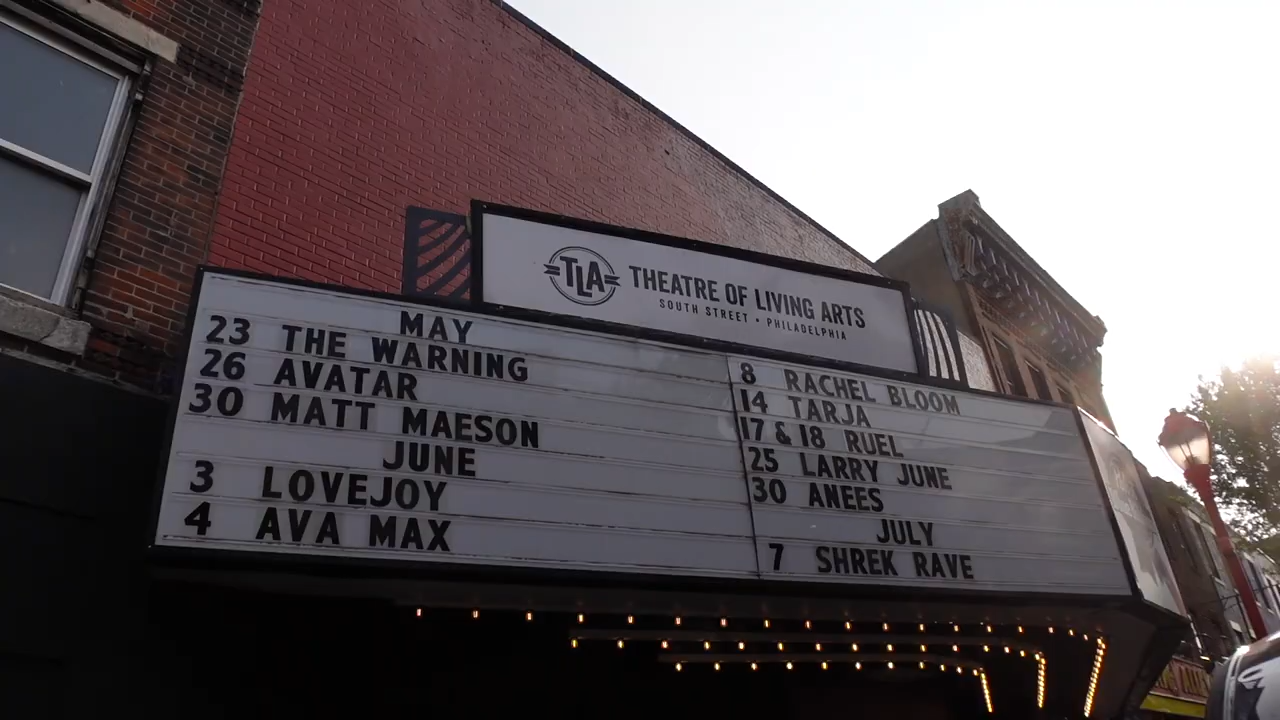 TLA THEATRE OF LIVING ARTS
SOUTH STREET • PHILADELPHIA
MAY
23 THE WARNING
26 AVATAR
30 MATT MAESON
JUNE
3 LOVEJOY
4 AVA MAX
8 RACHEL BLOOM
14 TARJA
17 & 18 RUEL
25 LARRY JUNE
30 ANEES
JULY
7 SHREK RAVE